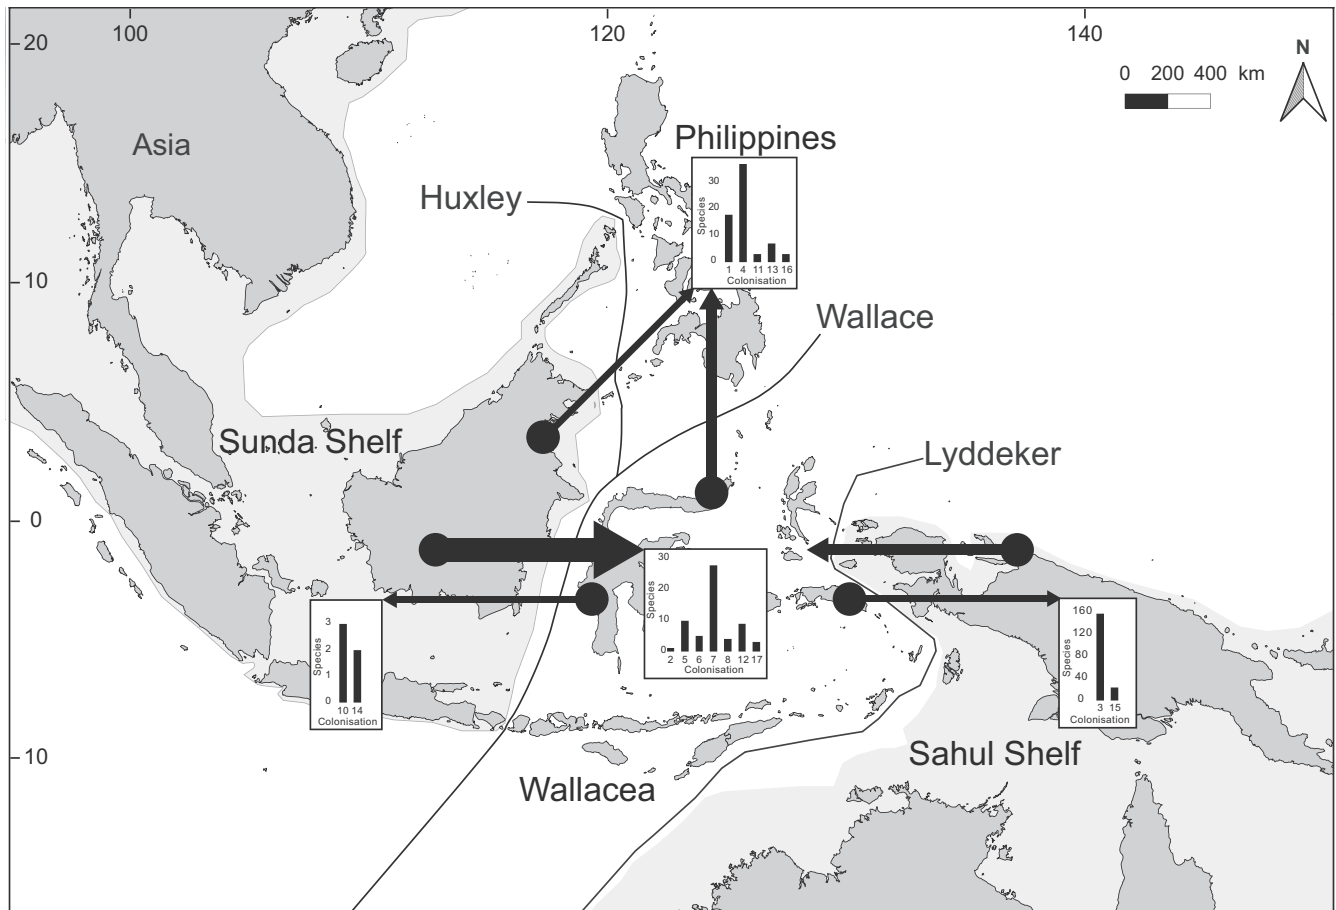 100
120
140
20
N
0 200 400 km
Asia
Philippines
Huxley
30
20
10
0
Species
1 4 11 13 16
Colonisation
10
Wallace
Sunda Shelf
Lyddeker
0
30
20
10
0
Species
2 5 6 7 8 12 17
Colonisation
3
2
1
0
Species
10 14
Colonisation
160
120
80
40
0
Species
3 15
Colonisation
10
Sahul Shelf
Wallacea